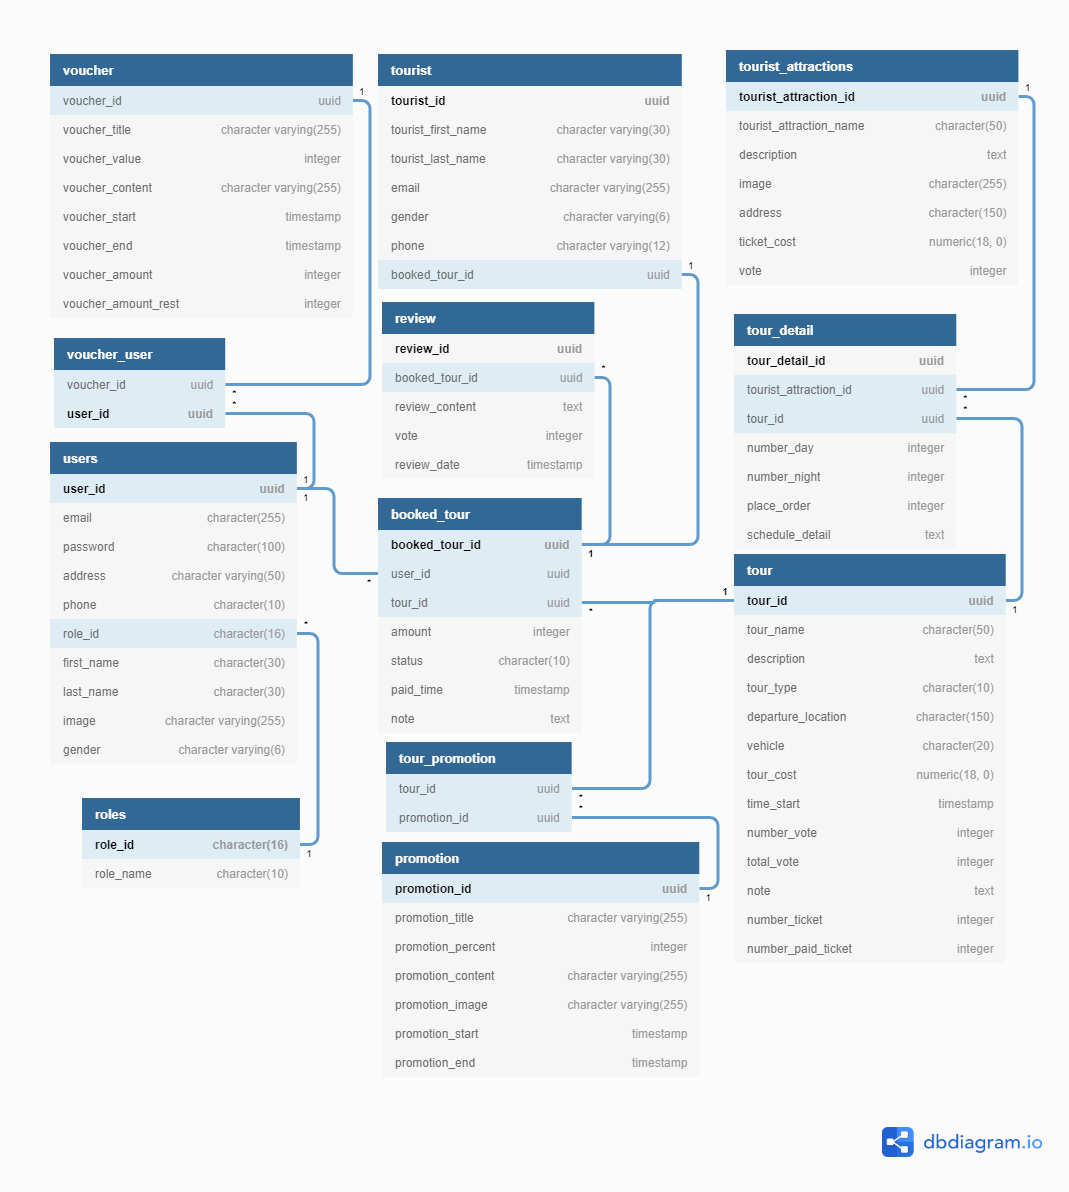 voucher
voucher_id uuid
voucher_title character varying(255)
voucher_value integer
voucher_content character varying(255)
voucher_start timestamp
voucher_end timestamp
voucher_amount integer
voucher_amount_rest integer
1
voucher_user
voucher_id uuid
*
*
user_id uuid
users
user_id uuid
1
1
email character(255)
password character(100)
address character varying(50)
phone character(10)
role_id character(16)
*
first_name character(30)
last_name character(30)
image character varying(255)
gender character varying(6)
roles
role_id character(16)
1
role_name character(10)
tourist
tourist_id uuid
tourist_first_name character varying(30)
tourist_last_name character varying(30)
email character varying(255)
gender character varying(6)
phone character varying(12)
booked_tour_id uuid
1
review
review_id uuid
booked_tour_id uuid
*
review_content text
vote integer
review_date timestamp
booked_tour
booked_tour_id uuid
1
user_id uuid
*
tour_id uuid
*
amount integer
status character(10)
paid_time timestamp
note text
tour_promotion
tour_id uuid
*
*
promotion_id uuid
promotion
promotion_id uuid
1
promotion_title character varying(255)
promotion_percent integer
promotion_content character varying(255)
promotion_image character varying(255)
promotion_start timestamp
promotion_end timestamp
tourist_attractions
tourist_attraction_id uuid
1
tourist_attraction_name character(50)
description text
image character(255)
address character(150)
ticket_cost numeric(18, 0)
vote integer
tour_detail
tour_detail_id uuid
tourist_attraction_id uuid
*
*
tour_id uuid
number_day integer
number_night integer
place_order integer
schedule_detail text
tour
1
tour_id uuid
1
tour_name character(50)
description text
tour_type character(10)
departure_location character(150)
vehicle character(20)
tour_cost numeric(18, 0)
time_start timestamp
number_vote integer
total_vote integer
note text
number_ticket integer
number_paid_ticket integer
dbdiagram.io